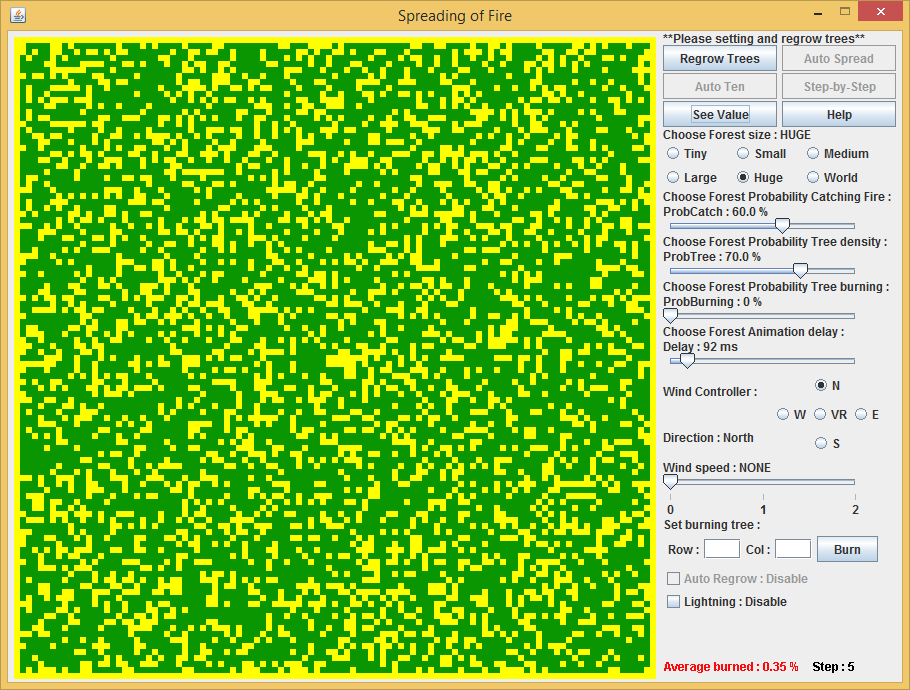 Spreading of Fire
**Please setting and regrow trees**
Regrow Trees Auto Spread
Auto Ten Step-by-Step
See Value Help
Choose Forest size : HUGE
Tiny Small Medium
Large Huge World
Choose Forest Probability Catching Fire :
ProbCatch : 60.0 %
Choose Forest Probability Tree density :
ProbTree : 70.0 %
Choose Forest Probability Tree burning :
ProbBurning : 0 %
Choose Forest Animation delay :
Delay : 92 ms
N
Wind Controller :
W VR E
Direction : North
S
Wind speed : NONE
0 1 2
Set burning tree :
Row : Col : Burn
Auto Regrow : Disable
Lightning : Disable
Average burned : 0.35 % Step : 5